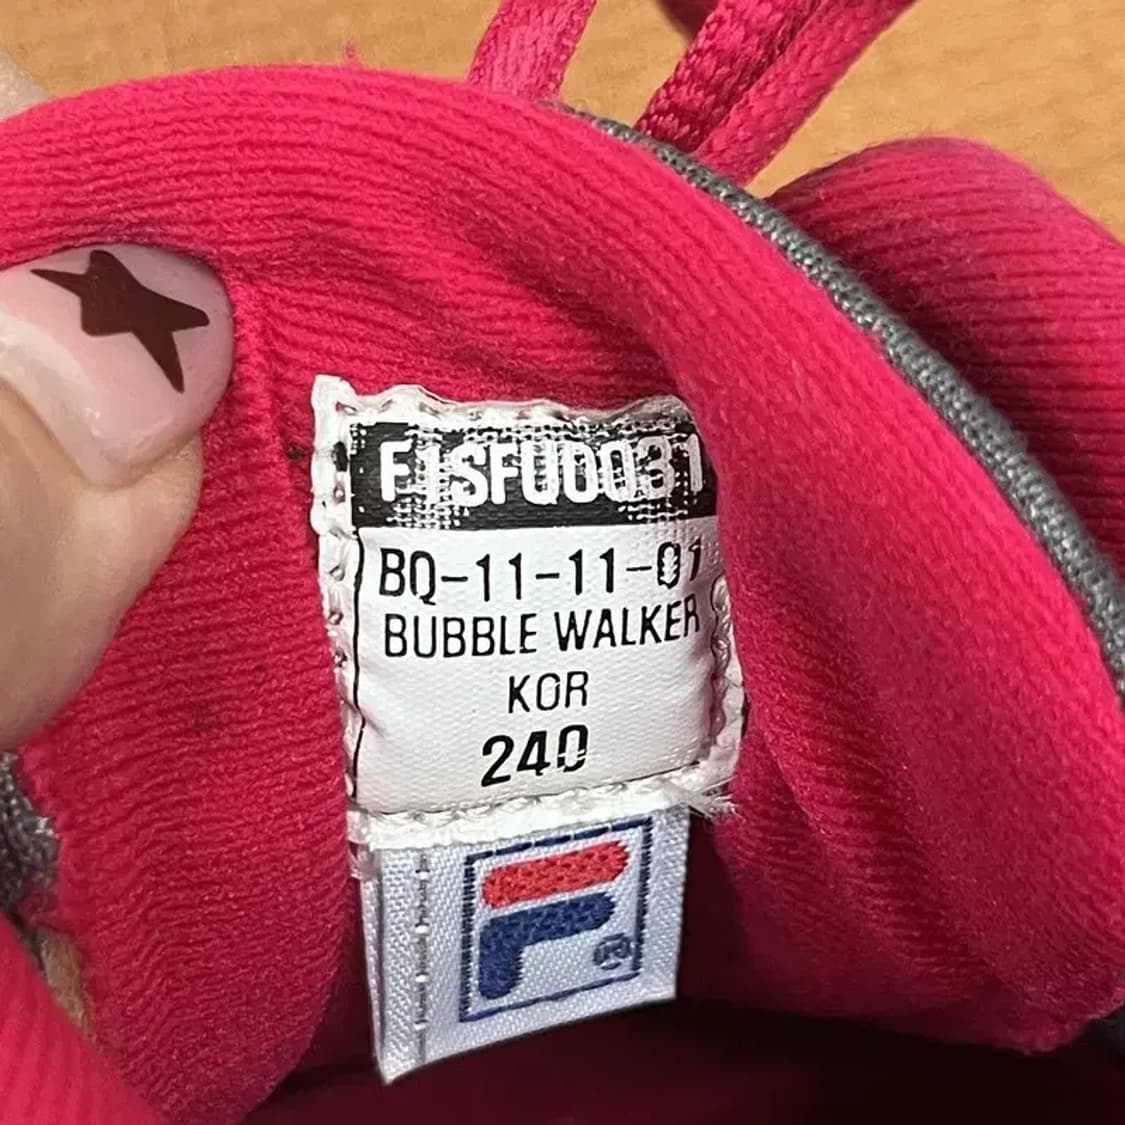 F1SFU0031
BQ-11-11-01
BUBBLE WALKER
KOR
240
F
®